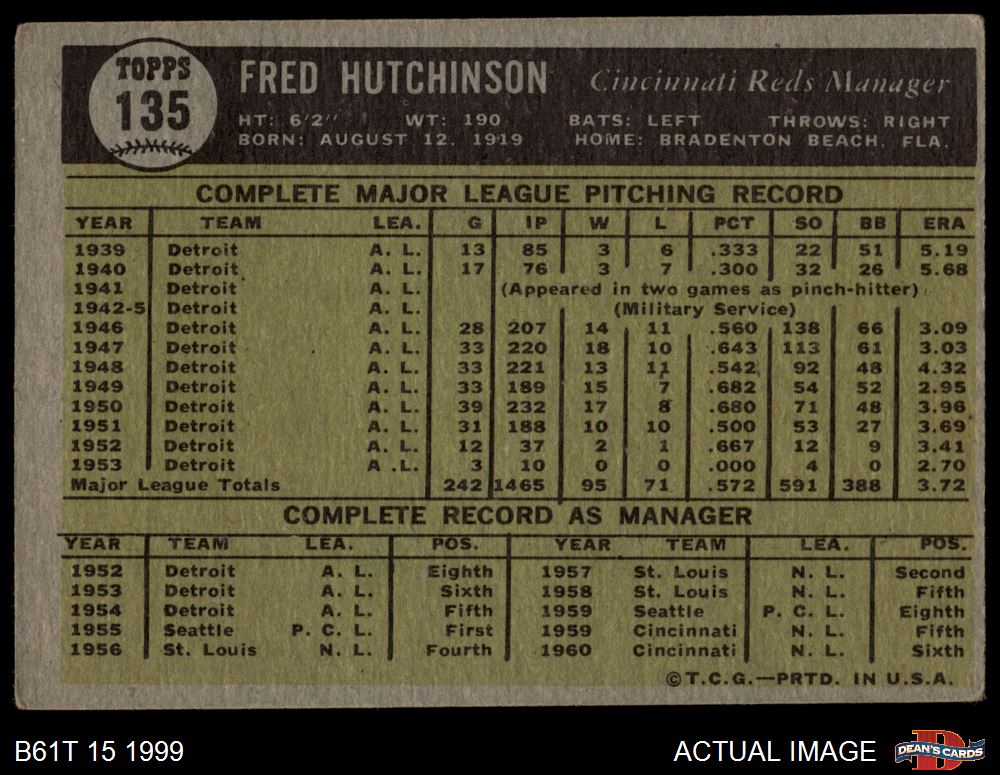 TOPPS
135
FRED HUTCHINSON Cincinnati Reds Manager
HT: 6'2" WT: 190 BATS: LEFT THROWS: RIGHT
BORN: AUGUST 12, 1919 HOME: BRADENTON BEACH, FLA.
COMPLETE MAJOR LEAGUE PITCHING RECORD
YEAR TEAM LEA. G IP W L PCT SO BB ERA
1939 Detroit A. L. 13 85 3 6 .333 22 51 5.19
1940 Detroit A. L. 17 76 3 7 .300 32 26 5.68
1941 Detroit A. L. (Appeared in two games as pinch-hitter)
1942-5 Detroit A. L. (Military Service)
1946 Detroit A. L. 28 207 14 11 .560 138 66 3.09
1947 Detroit A. L. 33 220 18 10 .643 113 61 3.03
1948 Detroit A. L. 33 221 13 11 .542 92 48 4.32
1949 Detroit A. L. 33 189 15 7 .682 54 52 2.95
1950 Detroit A. L. 39 232 17 8 .680 71 48 3.96
1951 Detroit A. L. 31 188 10 10 .500 53 27 3.69
1952 Detroit A. L. 12 37 2 1 .667 12 9 3.41
1953 Detroit A .L. 3 10 0 0 .000 4 0 2.70
Major League Totals 242 1465 95 71 .572 591 388 3.72
COMPLETE RECORD AS MANAGER
YEAR TEAM LEA. POS. YEAR TEAM LEA. POS.
1952 Detroit A. L. Eighth 1957 St. Louis N. L. Second
1953 Detroit A. L. Sixth 1958 St. Louis N. L. Fifth
1954 Detroit A. L. Fifth 1959 Seattle P. C. L. Eighth
1955 Seattle P. C. L. First 1959 Cincinnati N. L. Fifth
1956 St. Louis N. L. Fourth 1960 Cincinnati N. L. Sixth
©T.C.G.—PRTD. IN U.S.A.
B61T 15 1999 ACTUAL IMAGE DEAN'S CARDS